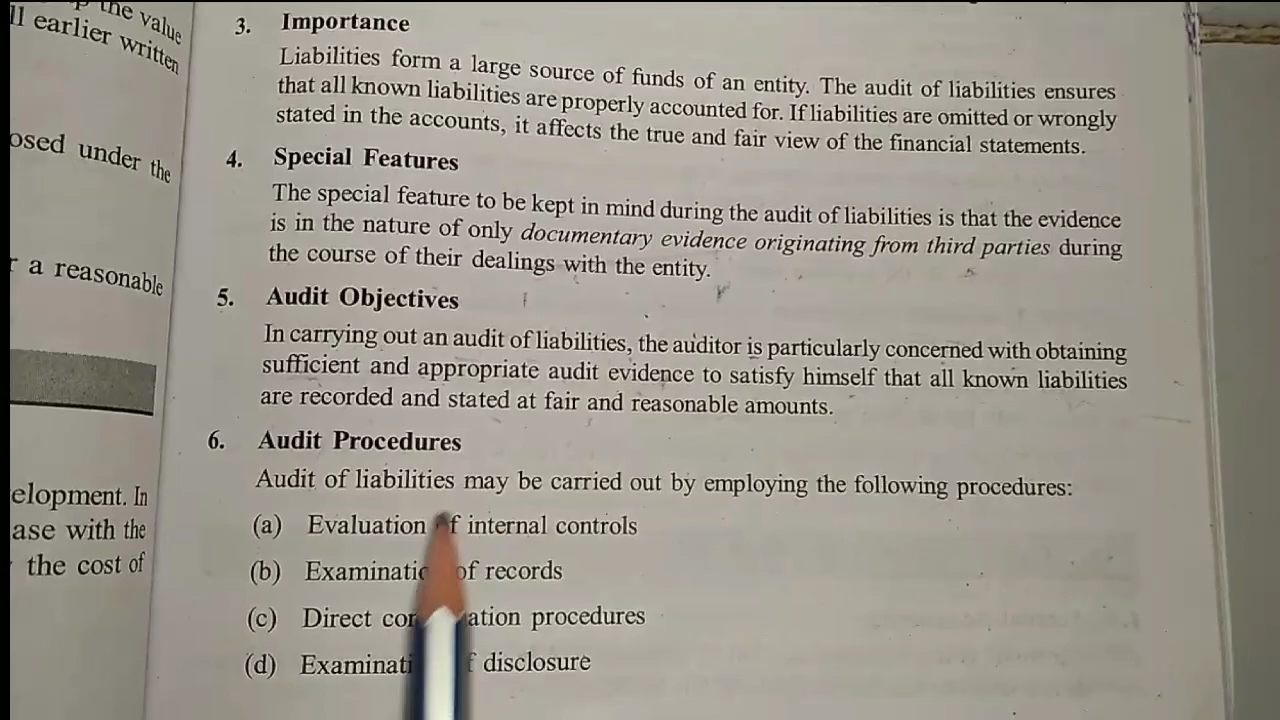 the value
ll earlier written
osed under the
r a reasonable
elopment. In
ase with the
the cost of
3. Importance
Liabilities form a large source of funds of an entity. The audit of liabilities ensures
that all known liabilities are properly accounted for. If liabilities are omitted or wrongly
stated in the accounts, it affects the true and fair view of the financial statements.
4. Special Features
The special feature to be kept in mind during the audit of liabilities is that the evidence
is in the nature of only documentary evidence originating from third parties during
the course of their dealings with the entity.
5. Audit Objectives
In carrying out an audit of liabilities, the auditor is particularly concerned with obtaining
sufficient and appropriate audit evidence to satisfy himself that all known liabilities
are recorded and stated at fair and reasonable amounts.
6. Audit Procedures
Audit of liabilities may be carried out by employing the following procedures:
(a) Evaluation of internal controls
(b) Examination of records
(c) Direct confirmation procedures
(d) Examination of disclosure